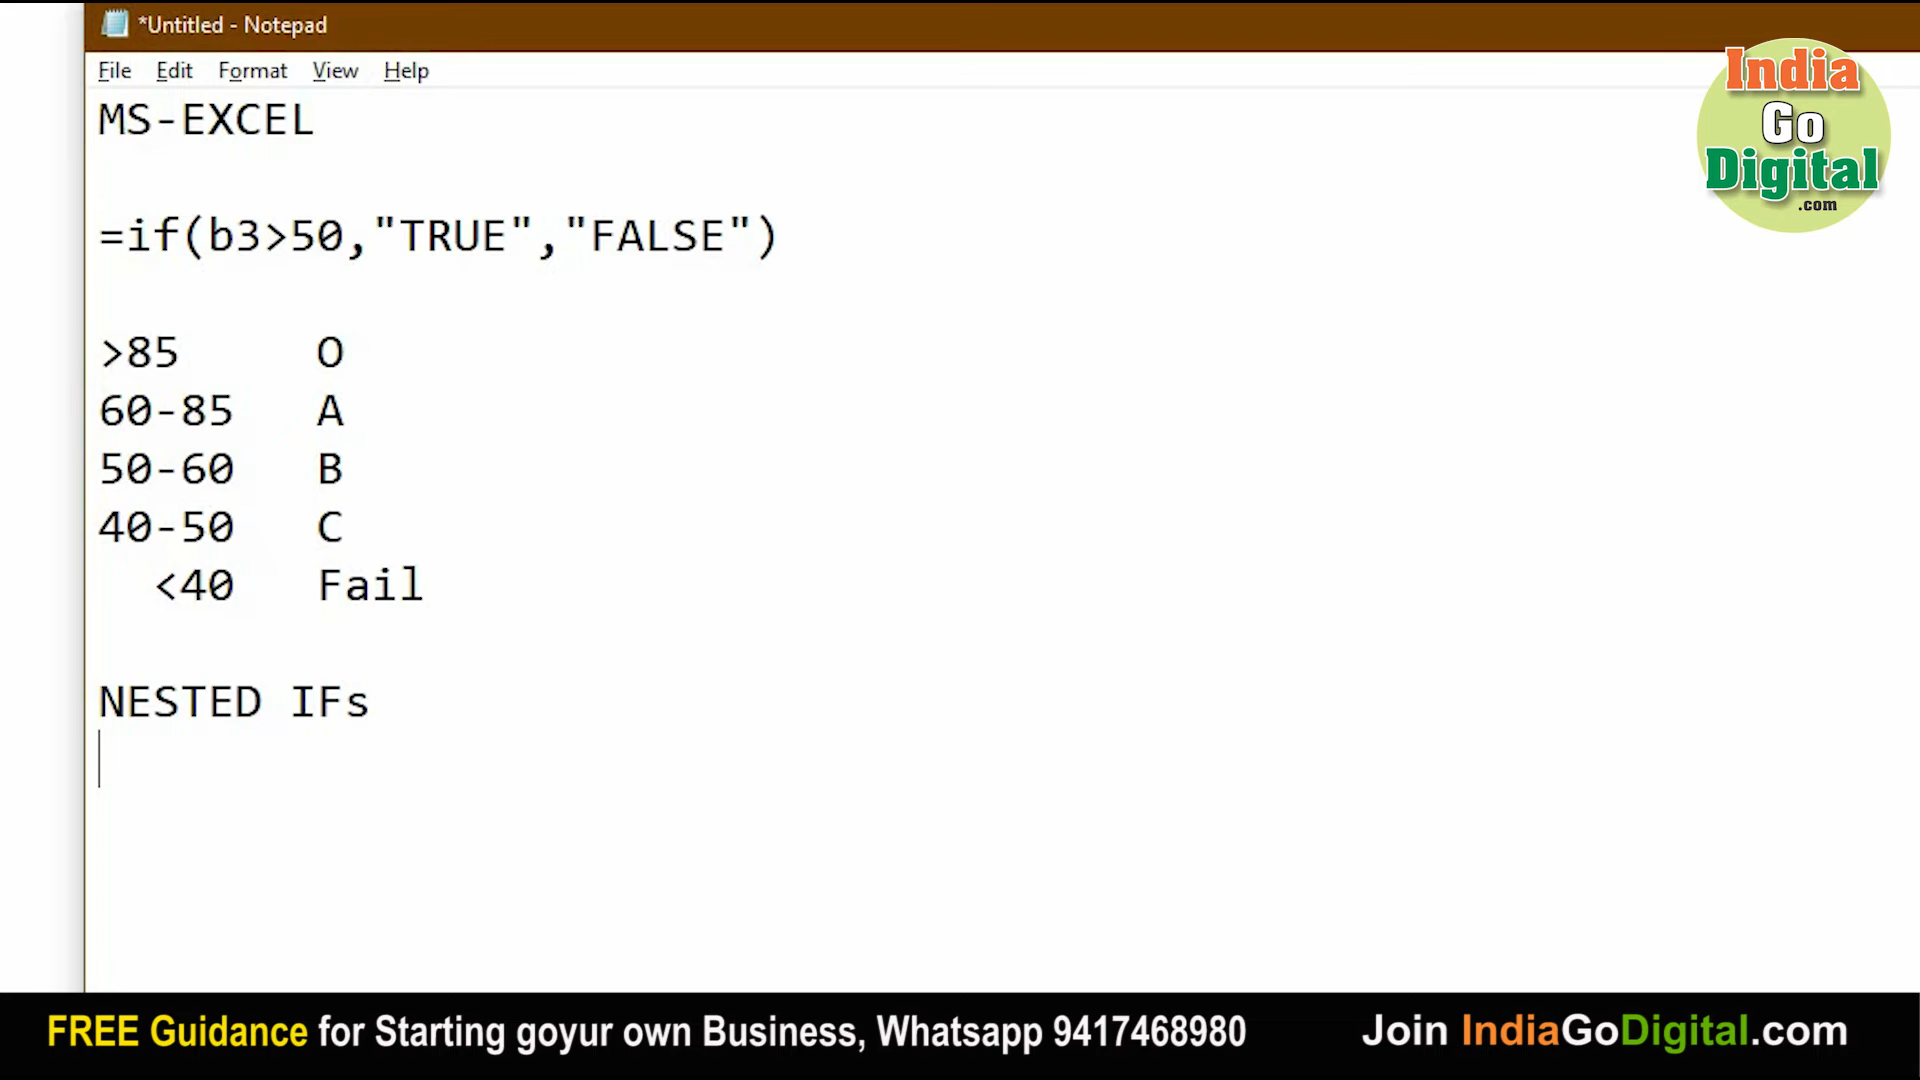 *Untitled - Notepad
File Edit Format View Help
India
Go
Digital
.com
MS-EXCEL
=if(b3>50,"TRUE","FALSE")
>85 O
60-85 A
50-60 B
40-50 C
<40 Fail
NESTED IFs
FREE Guidance for Starting goyur own Business, Whatsapp 9417468980
Join IndiaGoDigital.com